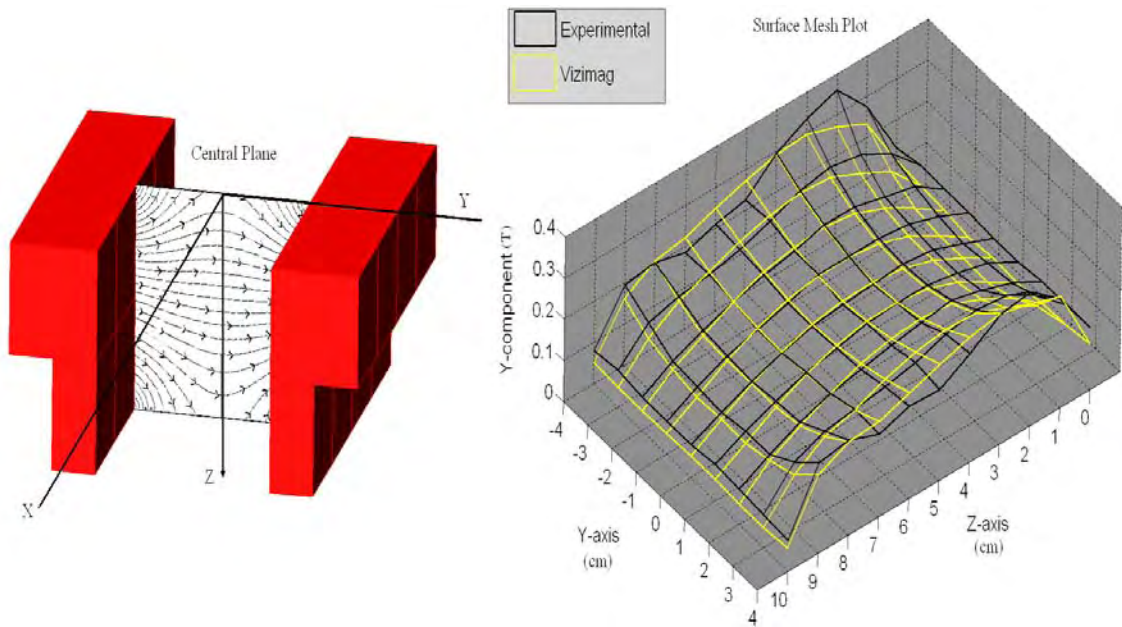 Experimental
Vizimag
Surface Mesh Plot
Central Plane
Y
Z
X
Y-component (T)
0.4
0.3
0.2
0.1
0
-4
-3
-2
-1
0
1
2
3
4
Y-axis
(cm)
10
9
8
7
6
5
4
3
2
1
0
Z-axis
(cm)